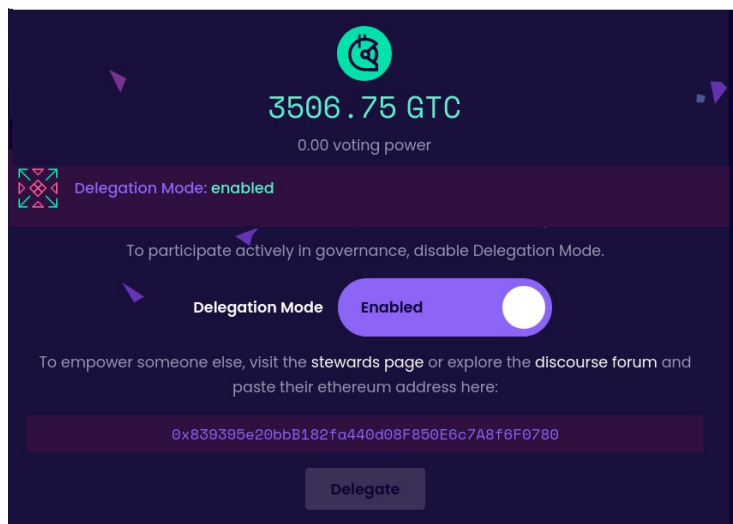 3506.75 GTC
0.00 voting power
Delegation Mode: enabled
To participate actively in governance, disable Delegation Mode.
Delegation Mode Enabled
To empower someone else, visit the stewards page or explore the discourse forum and
paste their ethereum address here:
0x839395e20bbB182fa440d08F850E6c7A8f6F0780
Delegate